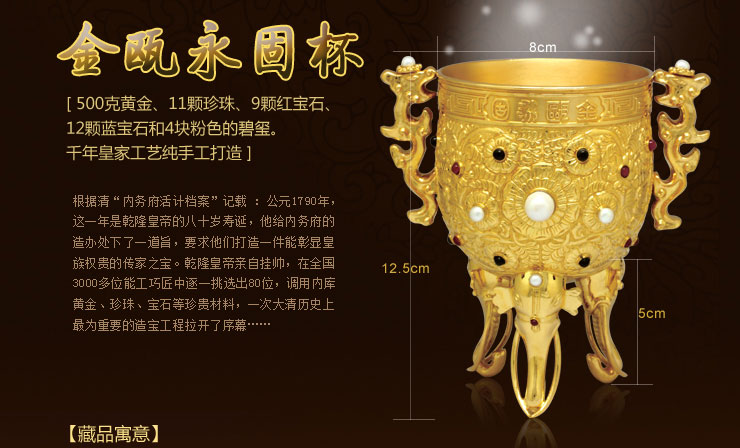 金瓯永固杯
[ 500克黄金、11颗珍珠、9颗红宝石、
12颗蓝宝石和4块粉色的碧玺。
千年皇家工艺纯手工打造 ]
根据清“内务府活计档案”记载 ：公元1790年，
这一年是乾隆皇帝的八十岁寿诞，他给内务府的
造办处下了一道旨，要求他们打造一件能彰显皇
族权贵的传家之宝。乾隆皇帝亲自挂帅，在全国
3000多位能工巧匠中逐一挑选出80位，调用内库
黄金、珍珠、宝石等珍贵材料，一次大清历史上
最为重要的造宝工程拉开了序幕……
【藏品寓意】
8cm
固永甌金
12.5cm
5cm